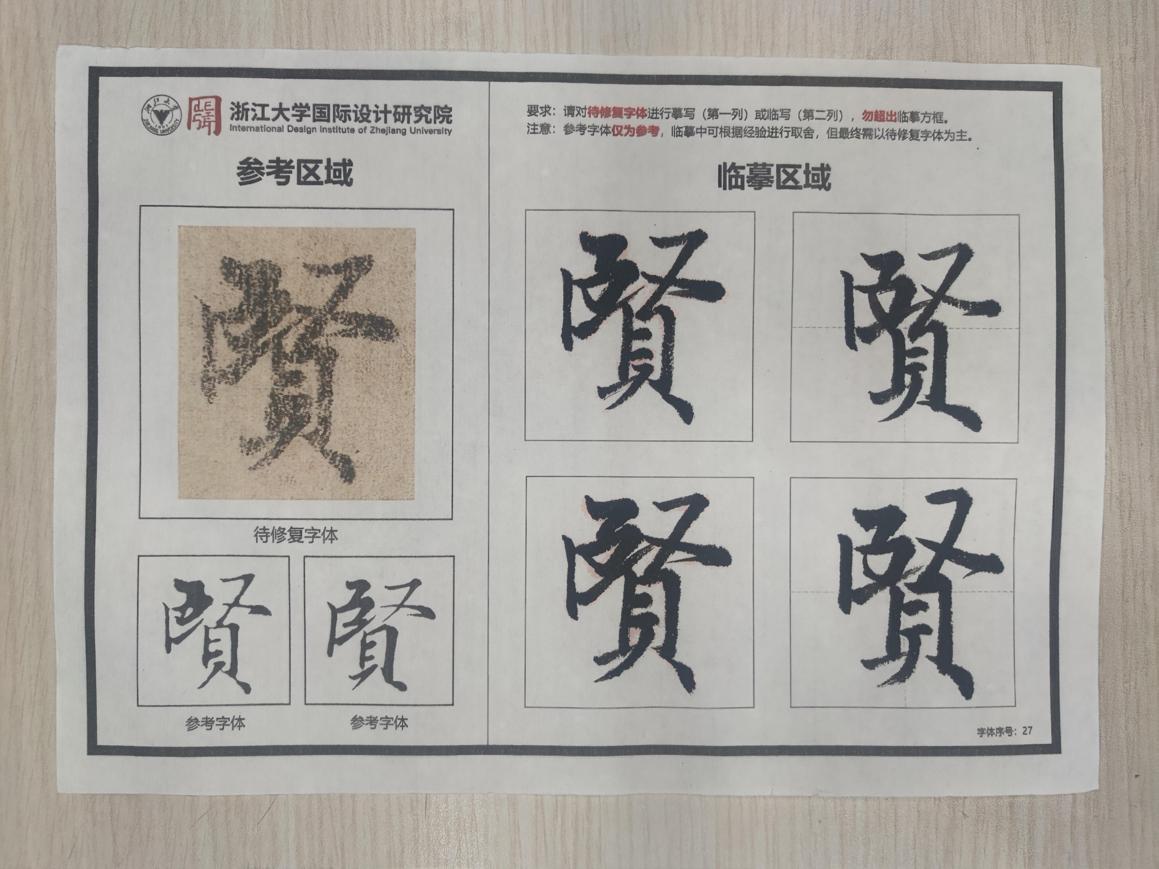 浙江大学国际设计研究院
International Design Institute of Zhejiang University
要求：请对待修复字体进行摹写（第一列）或临写（第二列），勿超出临摹方框。
注意：参考字体仅为参考，临摹中可根据经验进行取舍，但最终需以待修复字体为主。
参考区域
賢
待修复字体
賢
賢
参考字体
参考字体
临摹区域
賢
賢
賢
賢
字体序号：27